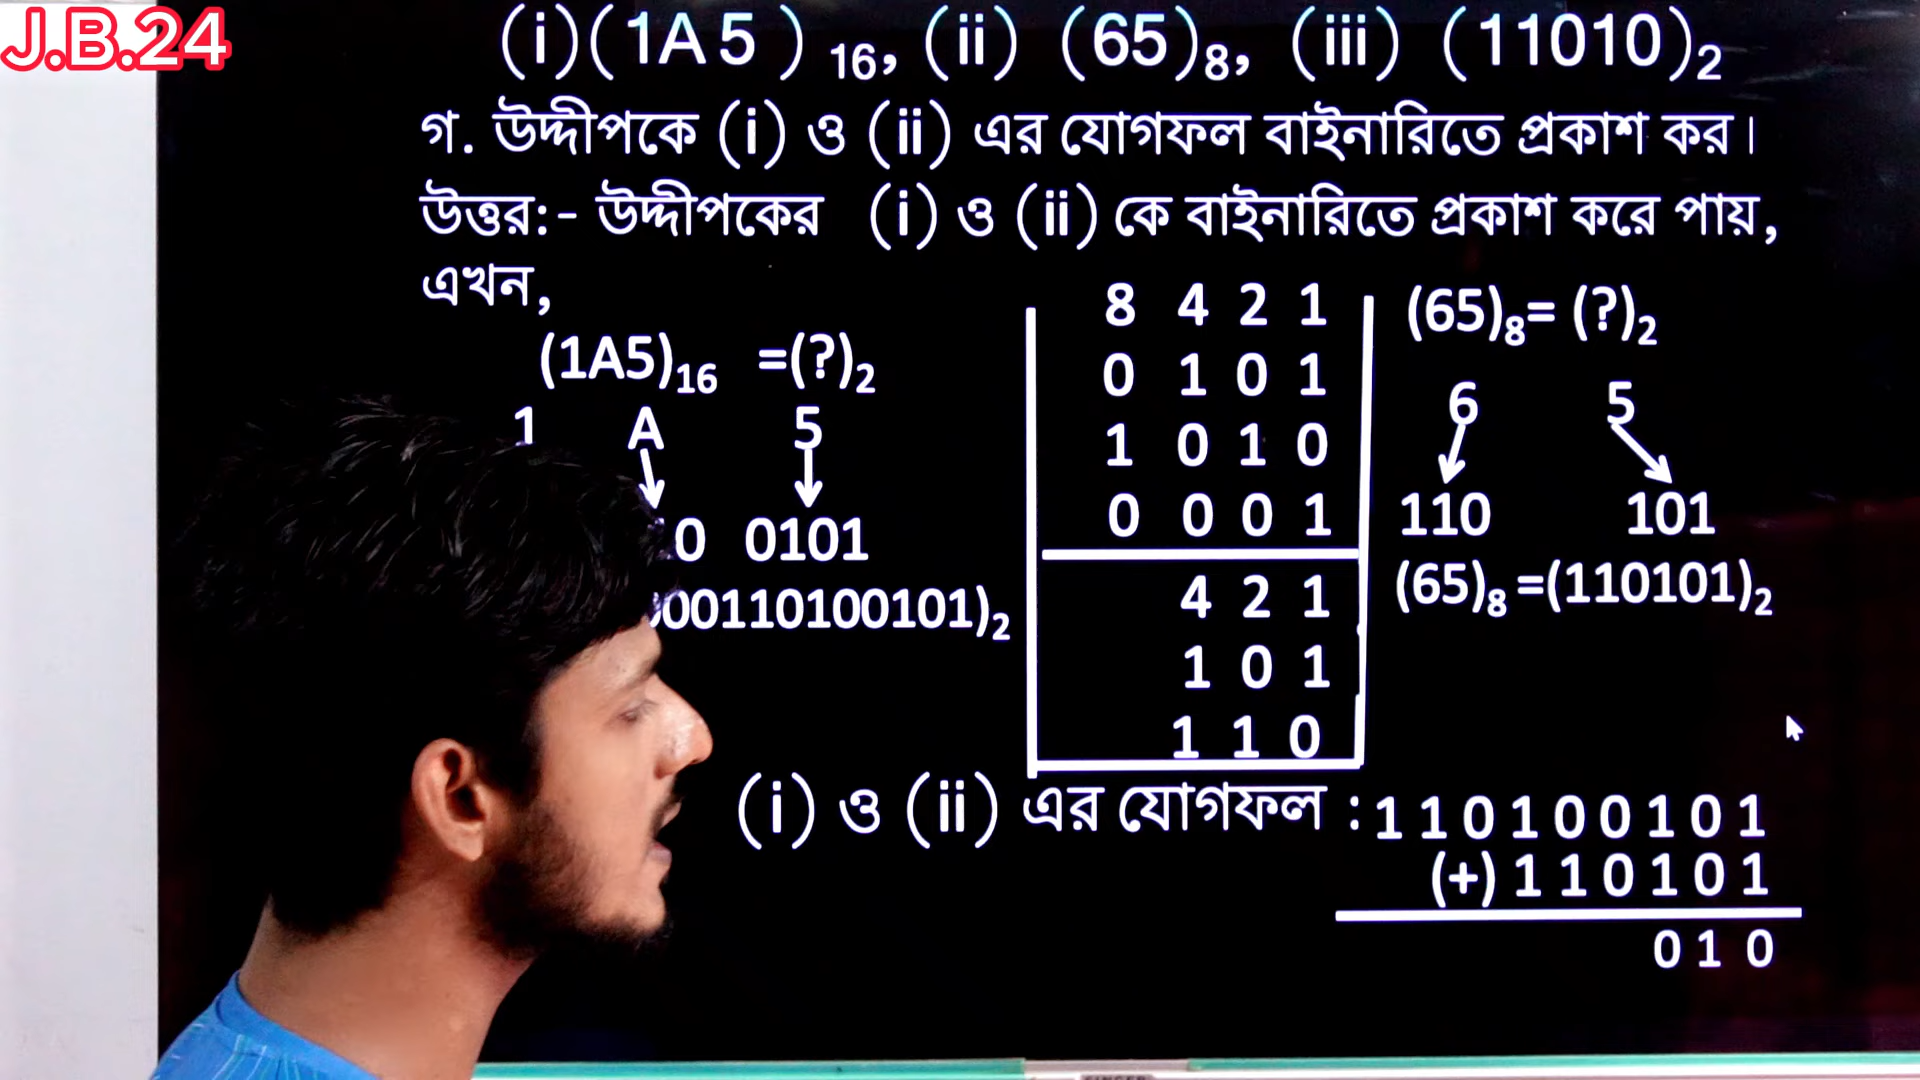 J.B.24
(i)(1A5)₁₆, (ii) (65)₈, (iii) (11010)₂
গ. উদ্দীপকে (i) ও (ii) এর যোগফল বাইনারিতে প্রকাশ কর।
উত্তর:- উদ্দীপকের (i) ও (ii) কে বাইনারিতে প্রকাশ করে পায়,
এখন,
(1A5)₁₆ =(?)₂
1 A 5
0 0101
00110100101)₂
8 4 2 1
0 1 0 1
1 0 1 0
0 0 0 1
4 2 1
1 0 1
1 1 0
(65)₈= (?)₂
6 5
110 101
(65)₈ =(110101)₂
(i) ও (ii) এর যোগফল : 1 1 0 1 0 0 1 0 1
(+) 1 1 0 1 0 1
0 1 0